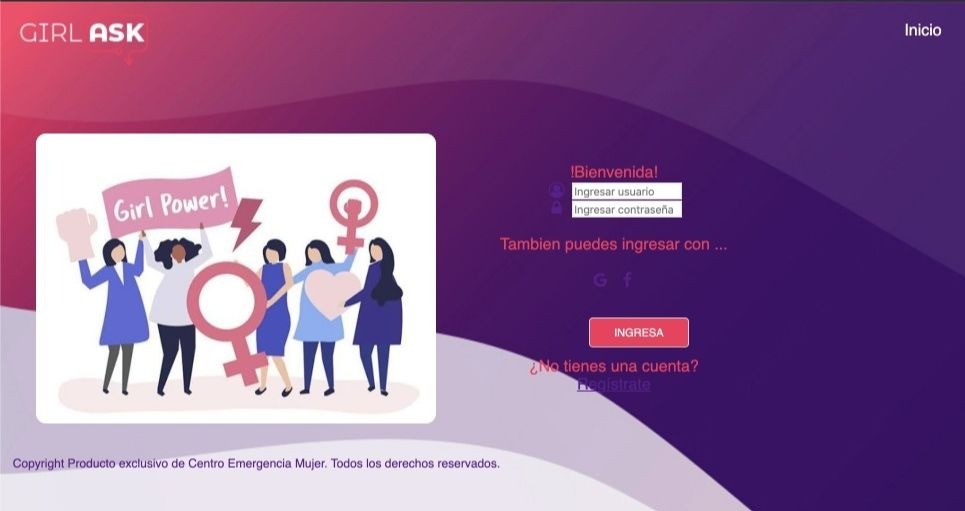 GIRL ASK
Inicio
Girl Power!
!Bienvenida!
Ingresar usuario
Ingresar contraseña
Tambien puedes ingresar con ...
G f
INGRESA
¿No tienes una cuenta?
Regístrate
Copyright Producto exclusivo de Centro Emergencia Mujer. Todos los derechos reservados.